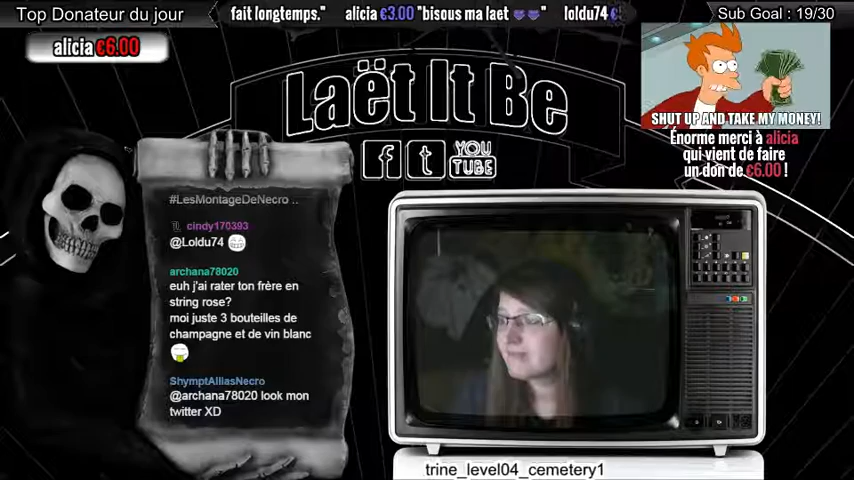 Top Donateur du jour
fait longtemps." alicia €3.00 "bisous ma laet" loldu74 €
Sub Goal : 19/30
alicia €6.00
Laët It Be
f t YOU
TUBE
SHUT UP AND TAKE MY MONEY!
Énorme merci à alicia
qui vient de faire
un don de €6.00 !
#LesMontageDeNecro ..
cindy170393
@Loldu74
archana78020
euh j'ai rater ton frère en
string rose?
moi juste 3 bouteilles de
champagne et de vin blanc
ShymptAlliasNecro
@archana78020 look mon
twitter XD
trine_level04_cemetery1